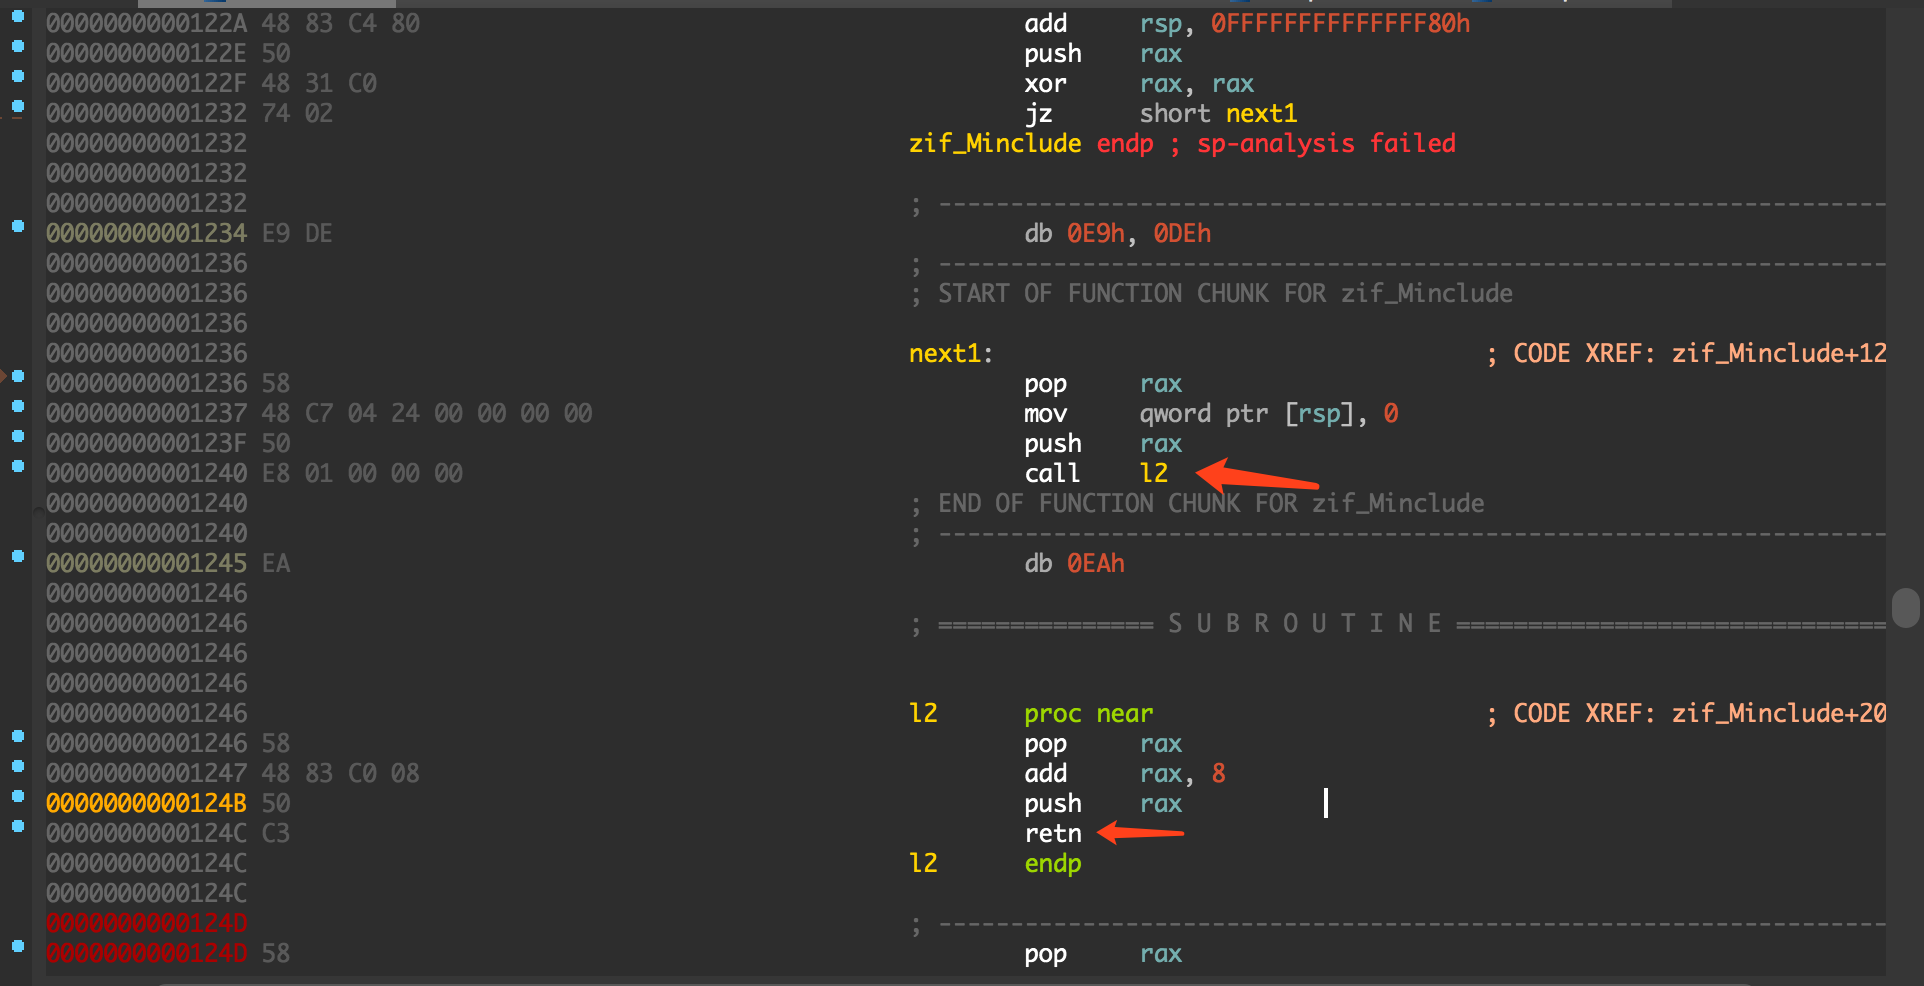 000000000000122A 48 83 C4 80 add rsp, 0FFFFFFFFFFFFFF80h
000000000000122E 50 push rax
000000000000122F 48 31 C0 xor rax, rax
0000000000001232 74 02 jz short next1
0000000000001232 zif_Minclude endp ; sp-analysis failed
0000000000001232
0000000000001232 ; ------------------------------------------------------------------
0000000000001234 E9 DE db 0E9h, 0DEh
0000000000001236 ; ------------------------------------------------------------------
0000000000001236 ; START OF FUNCTION CHUNK FOR zif_Minclude
0000000000001236
0000000000001236 next1: ; CODE XREF: zif_Minclude+12
0000000000001236 58 pop rax
0000000000001237 48 C7 04 24 00 00 00 00 mov qword ptr [rsp], 0
000000000000123F 50 push rax
0000000000001240 E8 01 00 00 00 call l2
0000000000001240 ; END OF FUNCTION CHUNK FOR zif_Minclude
0000000000001240 ; ------------------------------------------------------------------
0000000000001245 EA db 0EAh
0000000000001246
0000000000001246 ; =============== S U B R O U T I N E ==============================
0000000000001246
0000000000001246
0000000000001246 l2 proc near ; CODE XREF: zif_Minclude+20
0000000000001246 58 pop rax
0000000000001247 48 83 C0 08 add rax, 8
000000000000124B 50 push rax
000000000000124C C3 retn
000000000000124C l2 endp
000000000000124C
000000000000124D ; ------------------------------------------------------------------
000000000000124D 58 pop rax